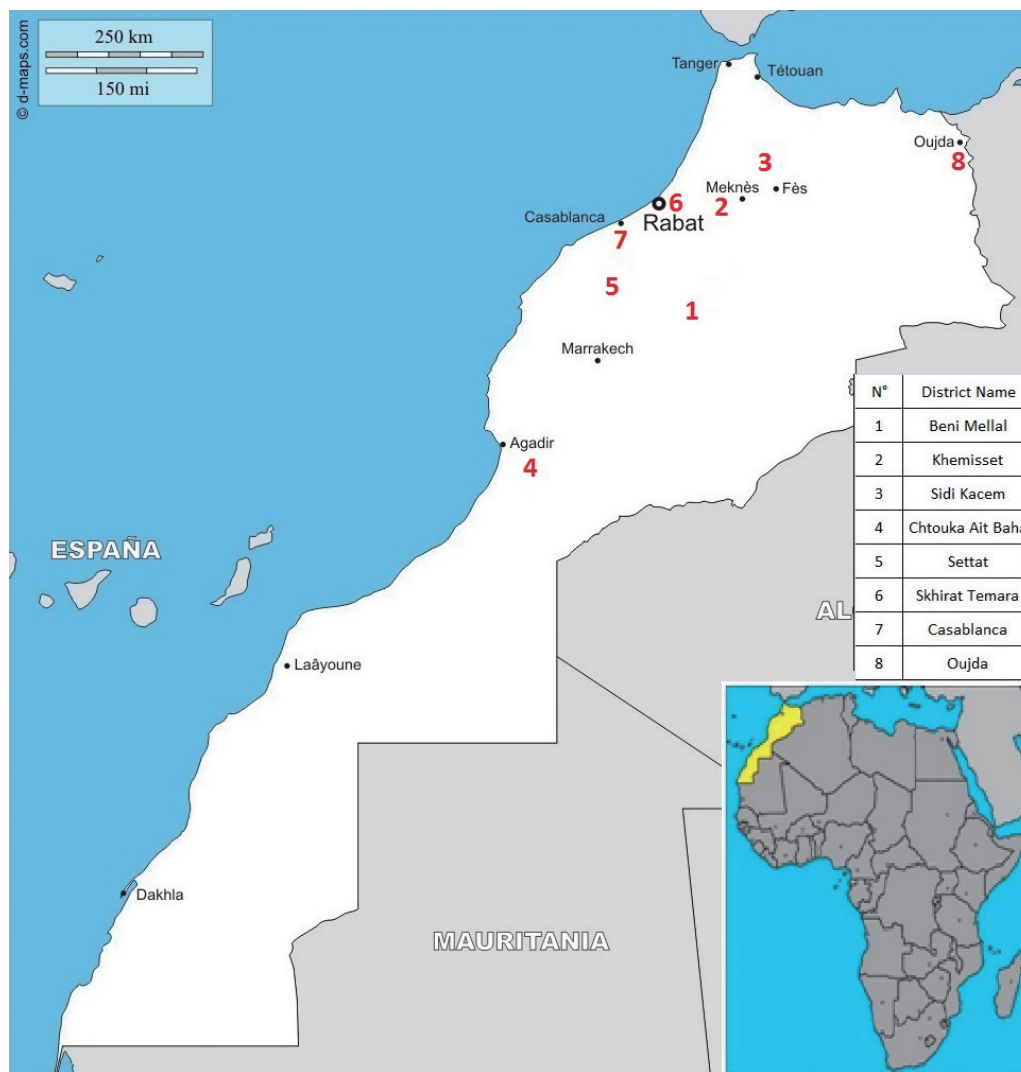 © d-maps.com
250 km
150 mi
Tanger
Tétouan
Oujda
8
3
Meknès
Fès
2
6
Rabat
Casablanca
7
5
1
Marrakech
Agadir
4
ESPAÑA
Laâyoune
Dakhla
MAURITANIA
AL
N° District Name
1 Beni Mellal
2 Khemisset
3 Sidi Kacem
4 Chtouka Ait Baha
5 Settat
6 Skhirat Temara
7 Casablanca
8 Oujda